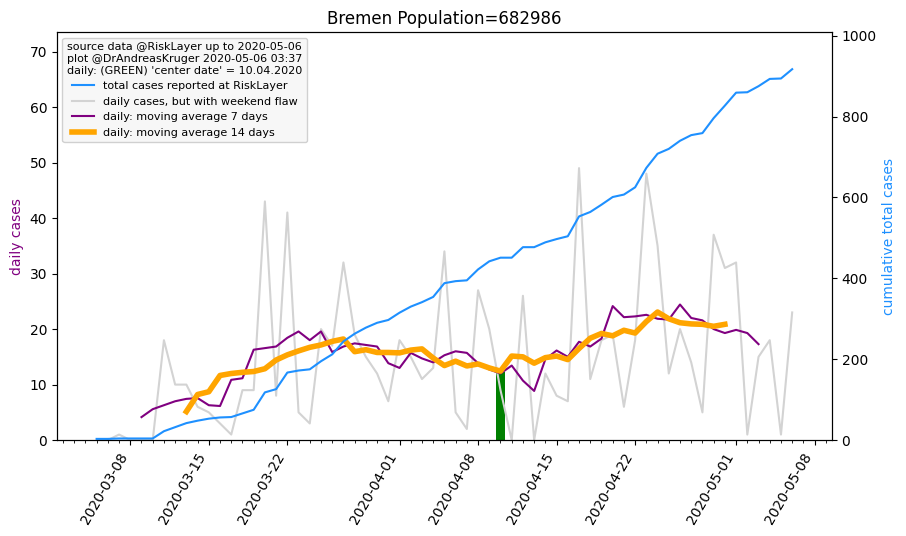 Bremen Population=682986
source data @RiskLayer up to 2020-05-06
plot @DrAndreasKruger 2020-05-06 03:37
daily: (GREEN) 'center date' = 10.04.2020
total cases reported at RiskLayer
daily cases, but with weekend flaw
daily: moving average 7 days
daily: moving average 14 days
daily cases
70
60
50
40
30
20
10
0
cumulative total cases
1000
800
600
400
200
0
2020-03-08
2020-03-15
2020-03-22
2020-04-01
2020-04-08
2020-04-15
2020-04-22
2020-05-01
2020-05-08